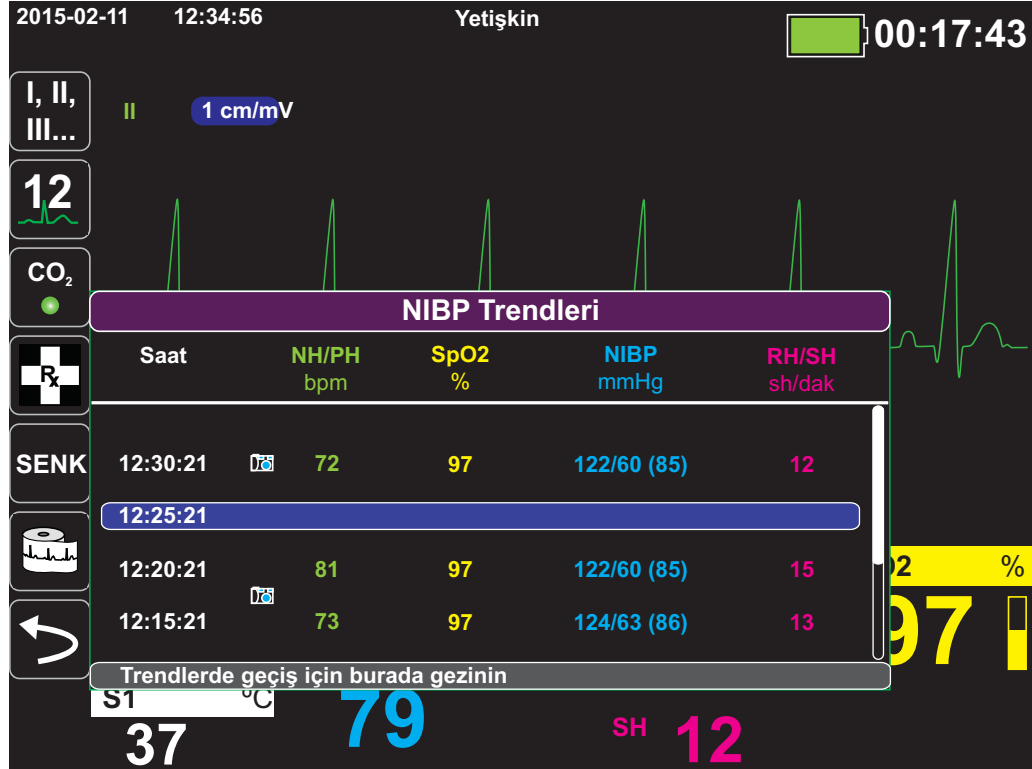 2015-02-11 12:34:56 Yetişkin 00:17:43
I, II,
III...
II 1 cm/mV
12
CO₂
NIBP Trendleri
Saat NH/PH SpO2 NIBP RH/SH
bpm % mmHg sh/dak
Rx
SENK 12:30:21 72 97 122/60 (85) 12
12:25:21
12:20:21 81 97 122/60 (85) 15
O2 %
12:15:21 73 97 124/63 (86) 13
97
Trendlerde geçiş için burada gezinin
S1 ºC
37 79 SH 12